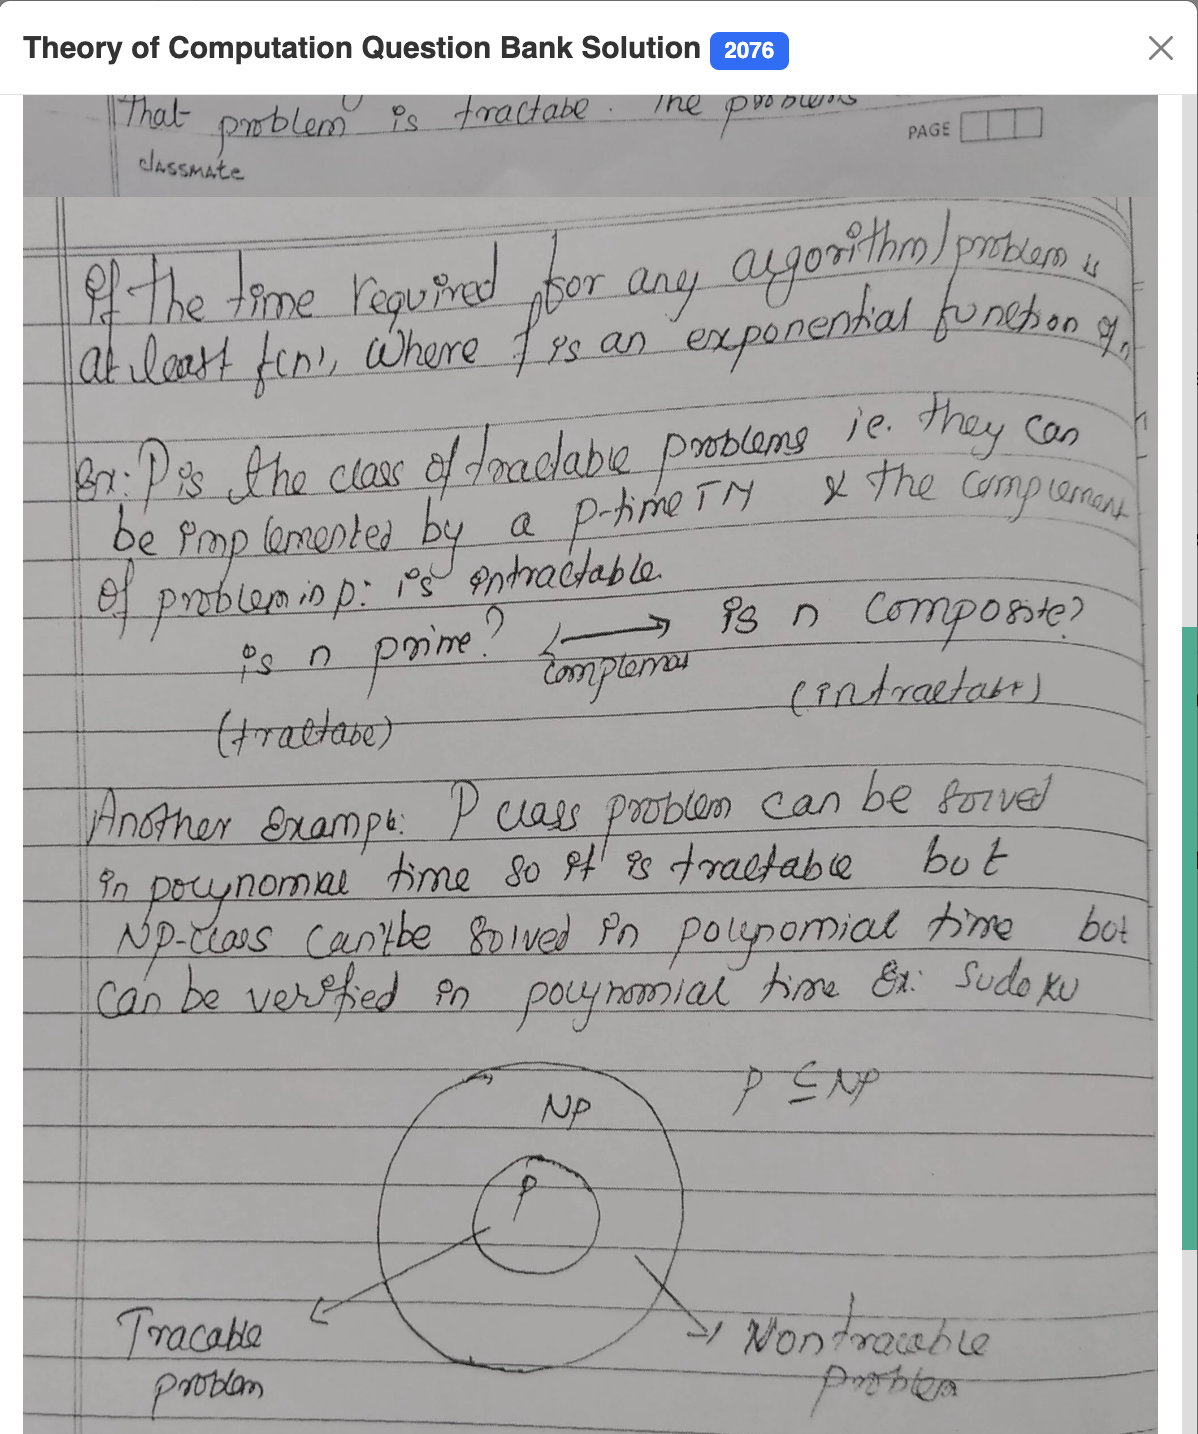 Theory of Computation Question Bank Solution 2076
That problem is tractabe. The problems
PAGE
classmate
If the time required for any algorithm/problem is
at least f(n), where f is an exponential function of n
Ex: P is the class of tractable problems ie. they can
be implemented by a p-time TM & the complement
of problem in p: is intractable.
is n prime? ⟷ is n composite?
complement
(intractabe)
(tractabe)
Another Example: P class problem can be solved
in polynomial time so it is tractable but
NP-class can't be solved in polynomial time but
can be verified in polynomial time Ex: Sudoku
P ⊆ NP
NP
P
Tracable
problem
Nontracable
problem